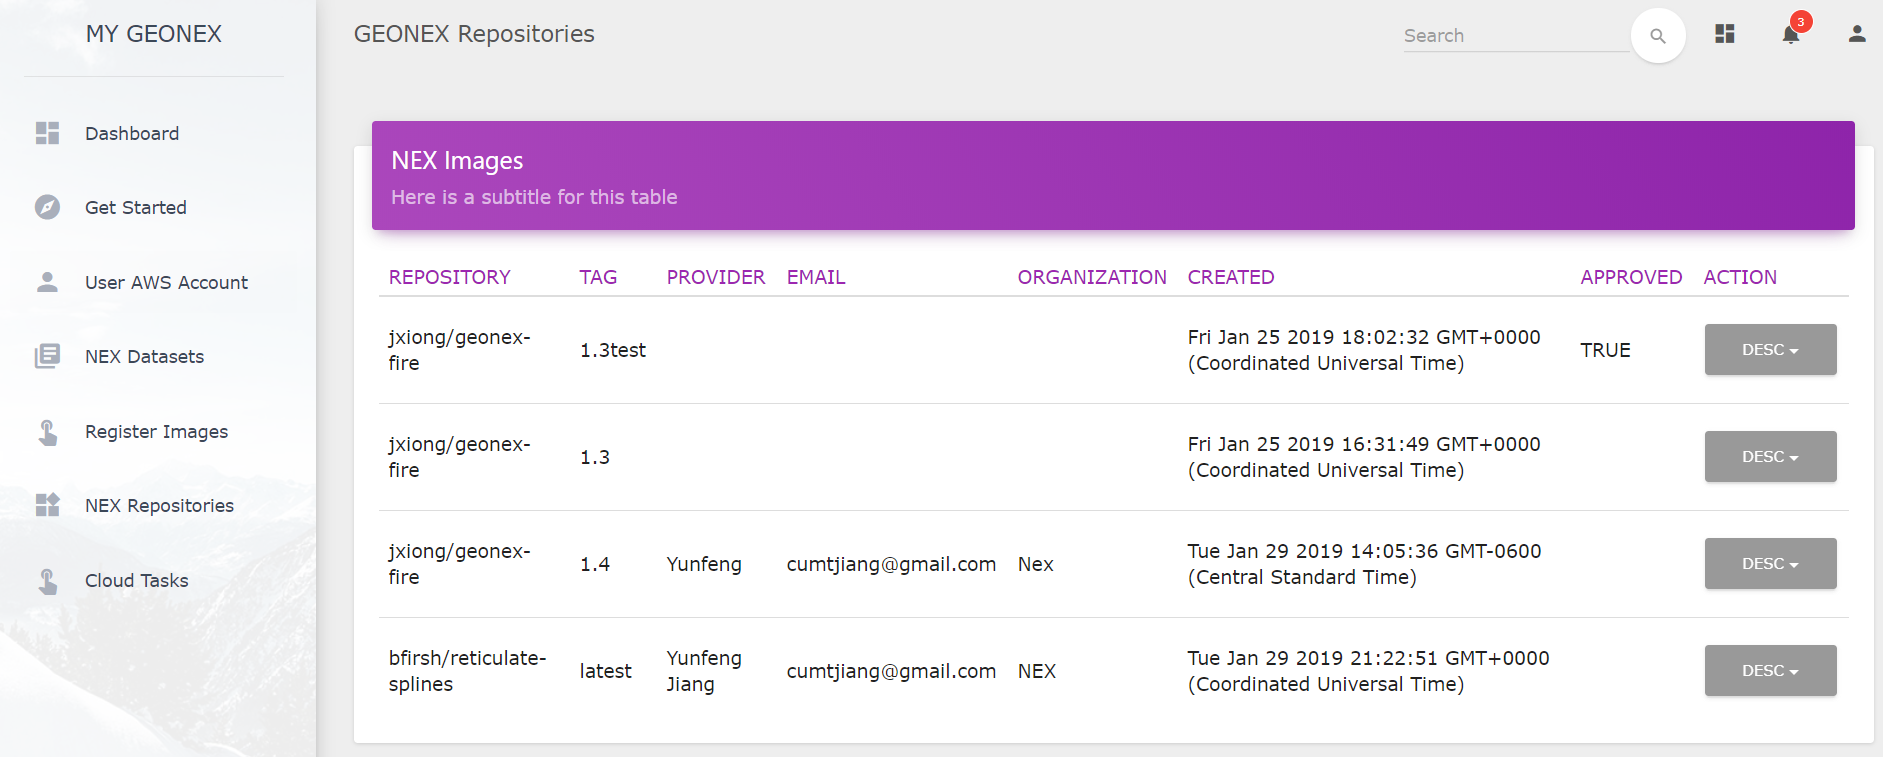 MY GEONEX
Dashboard
Get Started
User AWS Account
NEX Datasets
Register Images
NEX Repositories
Cloud Tasks
GEONEX Repositories
Search
3
NEX Images
Here is a subtitle for this table
REPOSITORY TAG PROVIDER EMAIL ORGANIZATION CREATED APPROVED ACTION
jxiong/geonex-
fire
1.3test
Fri Jan 25 2019 18:02:32 GMT+0000
(Coordinated Universal Time)
TRUE
DESC
jxiong/geonex-
fire
1.3
Fri Jan 25 2019 16:31:49 GMT+0000
(Coordinated Universal Time)
DESC
jxiong/geonex-
fire
1.4
Yunfeng
cumtjiang@gmail.com
Nex
Tue Jan 29 2019 14:05:36 GMT-0600
(Central Standard Time)
DESC
bfirsh/reticulate-
splines
latest
Yunfeng
Jiang
cumtjiang@gmail.com
NEX
Tue Jan 29 2019 21:22:51 GMT+0000
(Coordinated Universal Time)
DESC